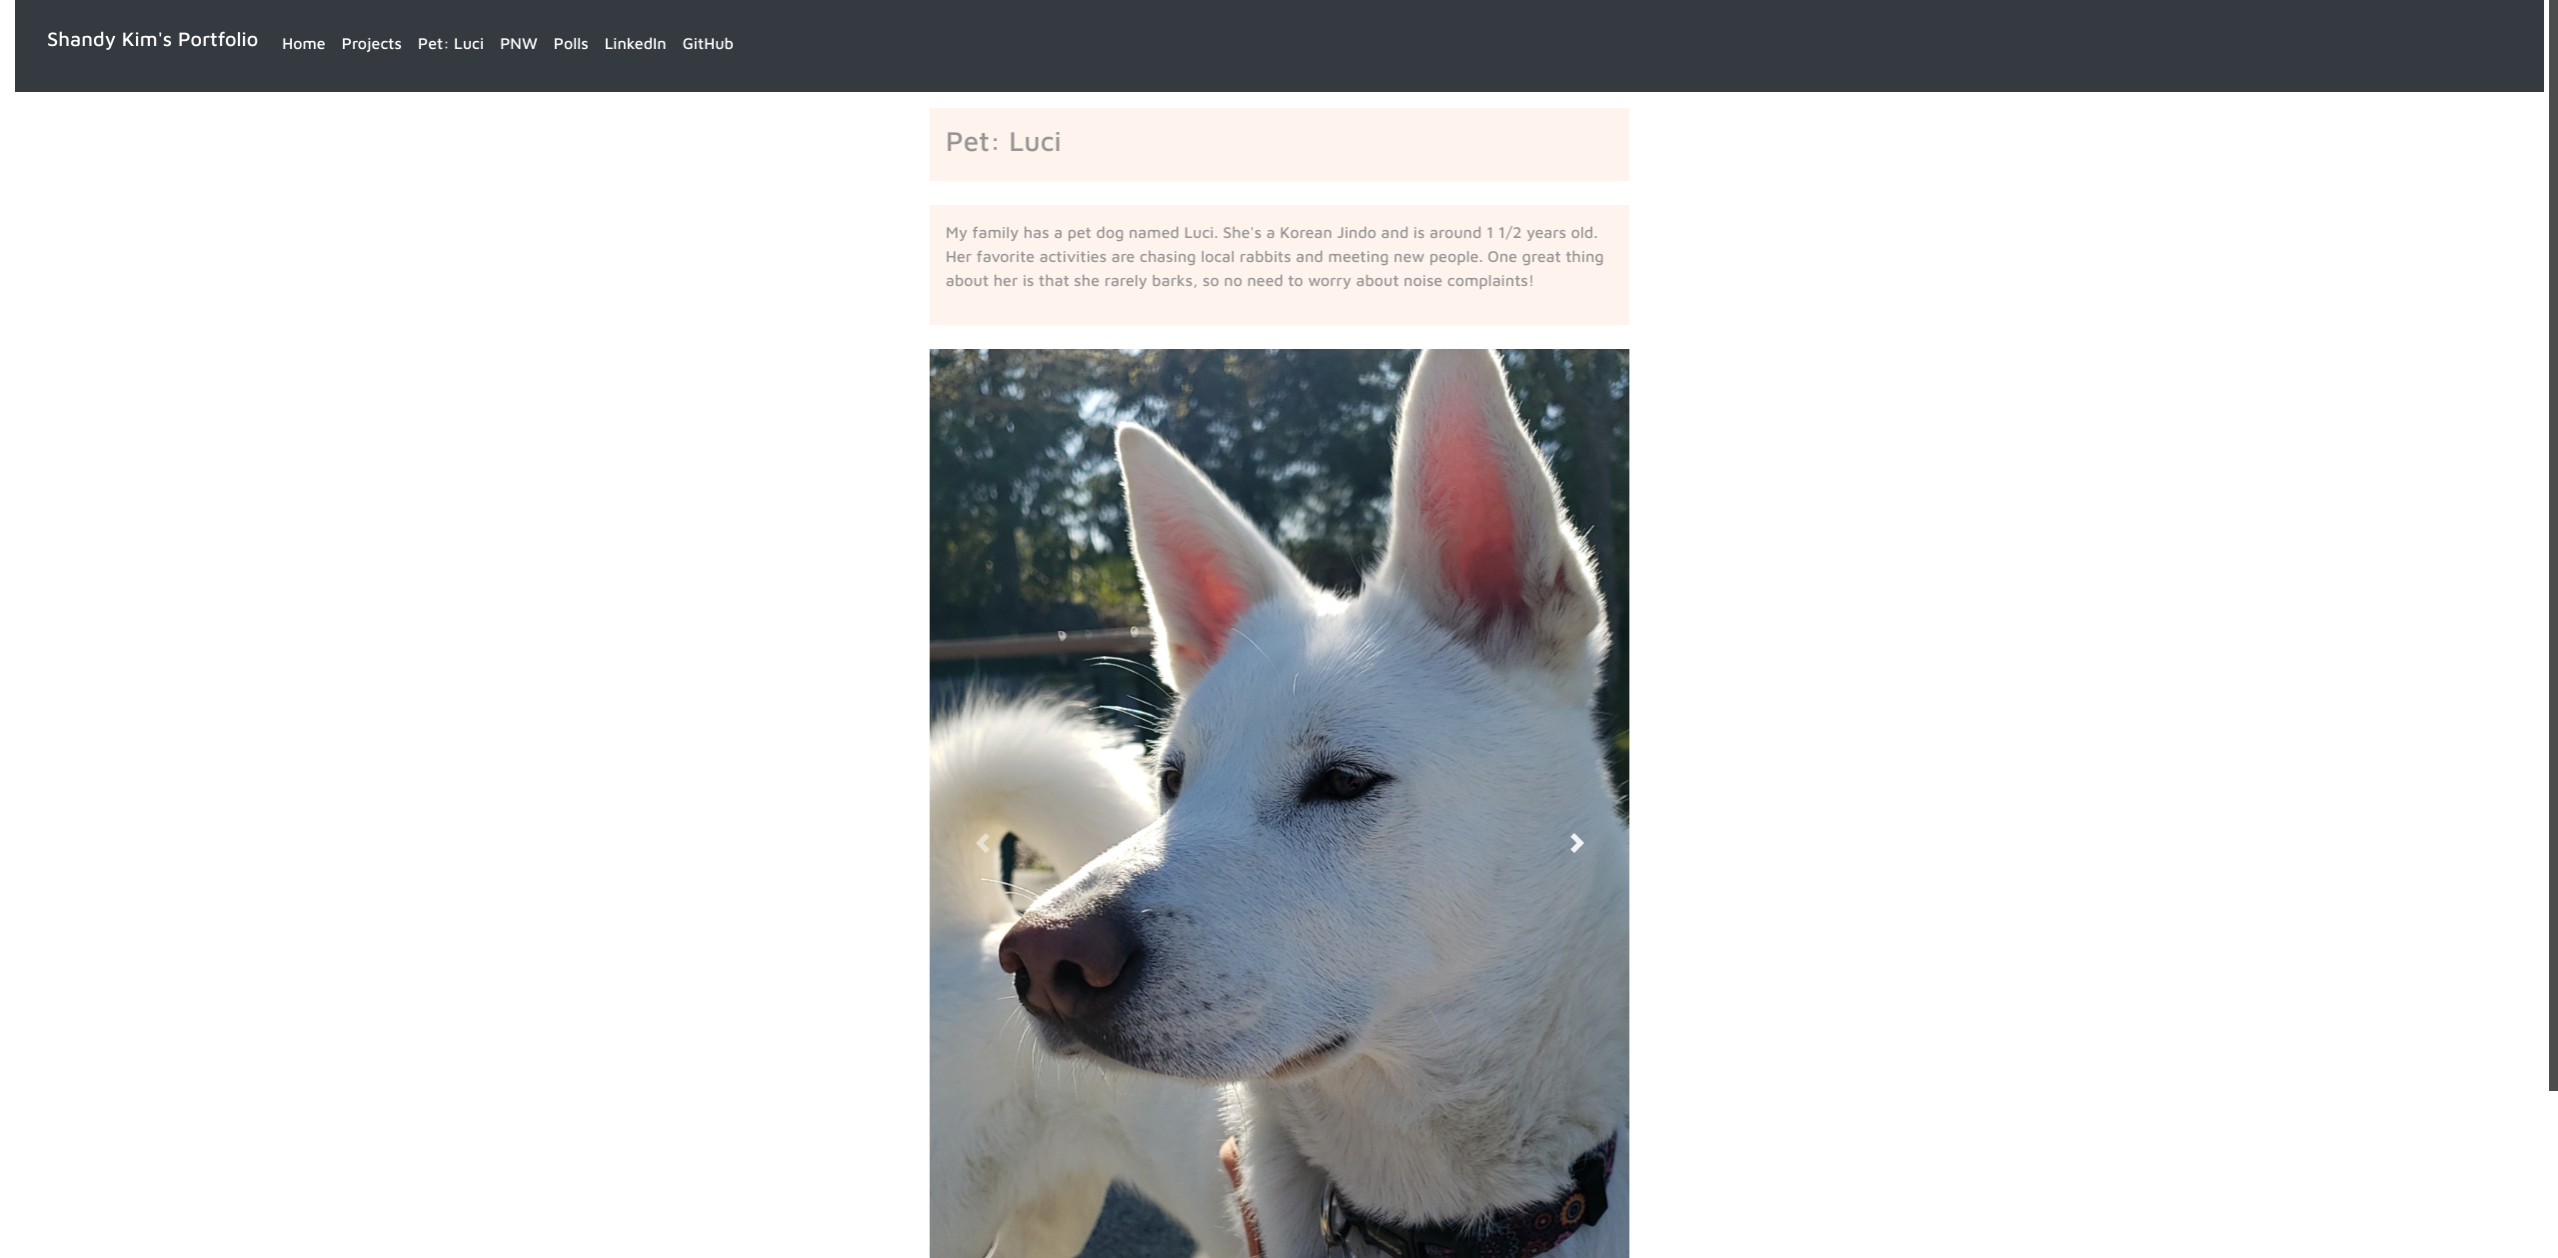 Shandy Kim's Portfolio Home Projects Pet: Luci PNW Polls LinkedIn GitHub
Pet: Luci
My family has a pet dog named Luci. She's a Korean Jindo and is around 1 1/2 years old.
Her favorite activities are chasing local rabbits and meeting new people. One great thing
about her is that she rarely barks, so no need to worry about noise complaints!